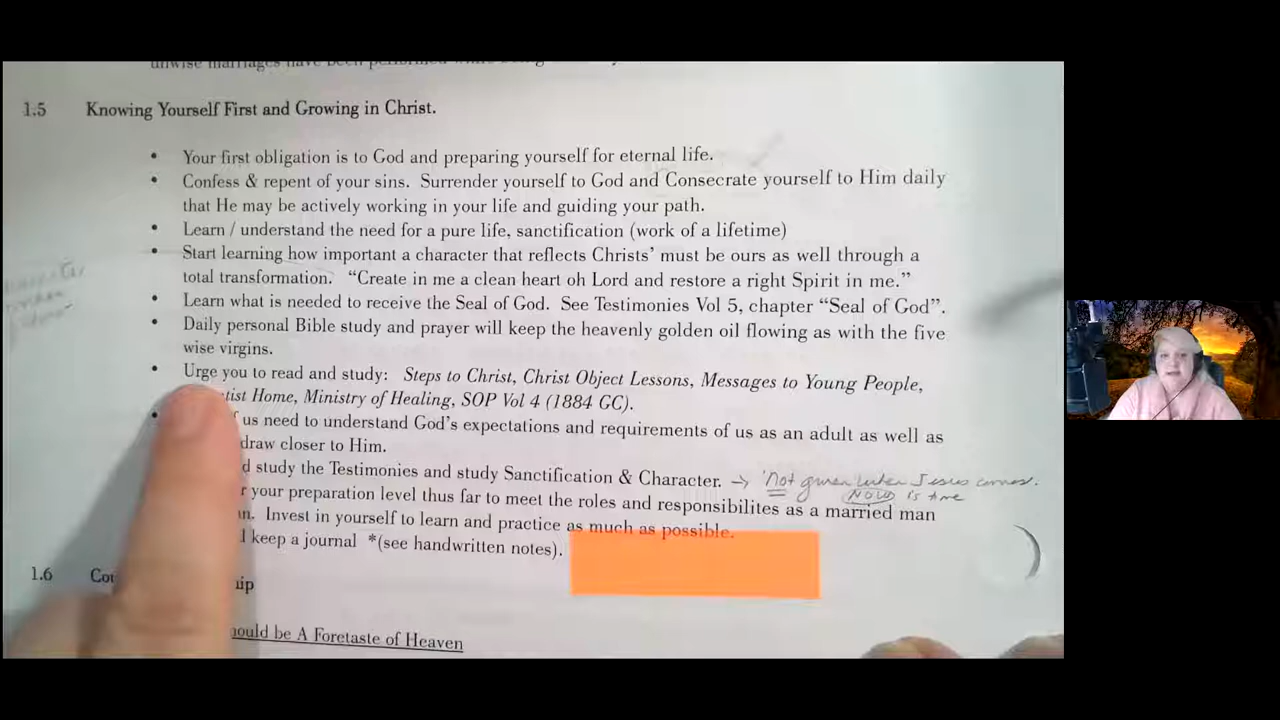 unwise marriages have been
1.5 Knowing Yourself First and Growing in Christ.
• Your first obligation is to God and preparing yourself for eternal life.
• Confess & repent of your sins. Surrender yourself to God and Consecrate yourself to Him daily
that He may be actively working in your life and guiding your path.
• Learn / understand the need for a pure life, sanctification (work of a lifetime)
• Start learning how important a character that reflects Christs’ must be ours as well through a
total transformation. “Create in me a clean heart oh Lord and restore a right Spirit in me.”
• Learn what is needed to receive the Seal of God. See Testimonies Vol 5, chapter “Seal of God”.
• Daily personal Bible study and prayer will keep the heavenly golden oil flowing as with the five
wise virgins.
• Urge you to read and study: Steps to Christ, Christ Object Lessons, Messages to Young People,
tist Home, Ministry of Healing, SOP Vol 4 (1884 GC).
us need to understand God’s expectations and requirements of us as an adult as well as
draw closer to Him.
d study the Testimonies and study Sanctification & Character. → Not given when Jesus comes.
NOW is time
r your preparation level thus far to meet the roles and responsibilites as a married man
n. Invest in yourself to learn and practice as much as possible.
l keep a journal *(see handwritten notes).
1.6 Co ip
hould be A Foretaste of Heaven